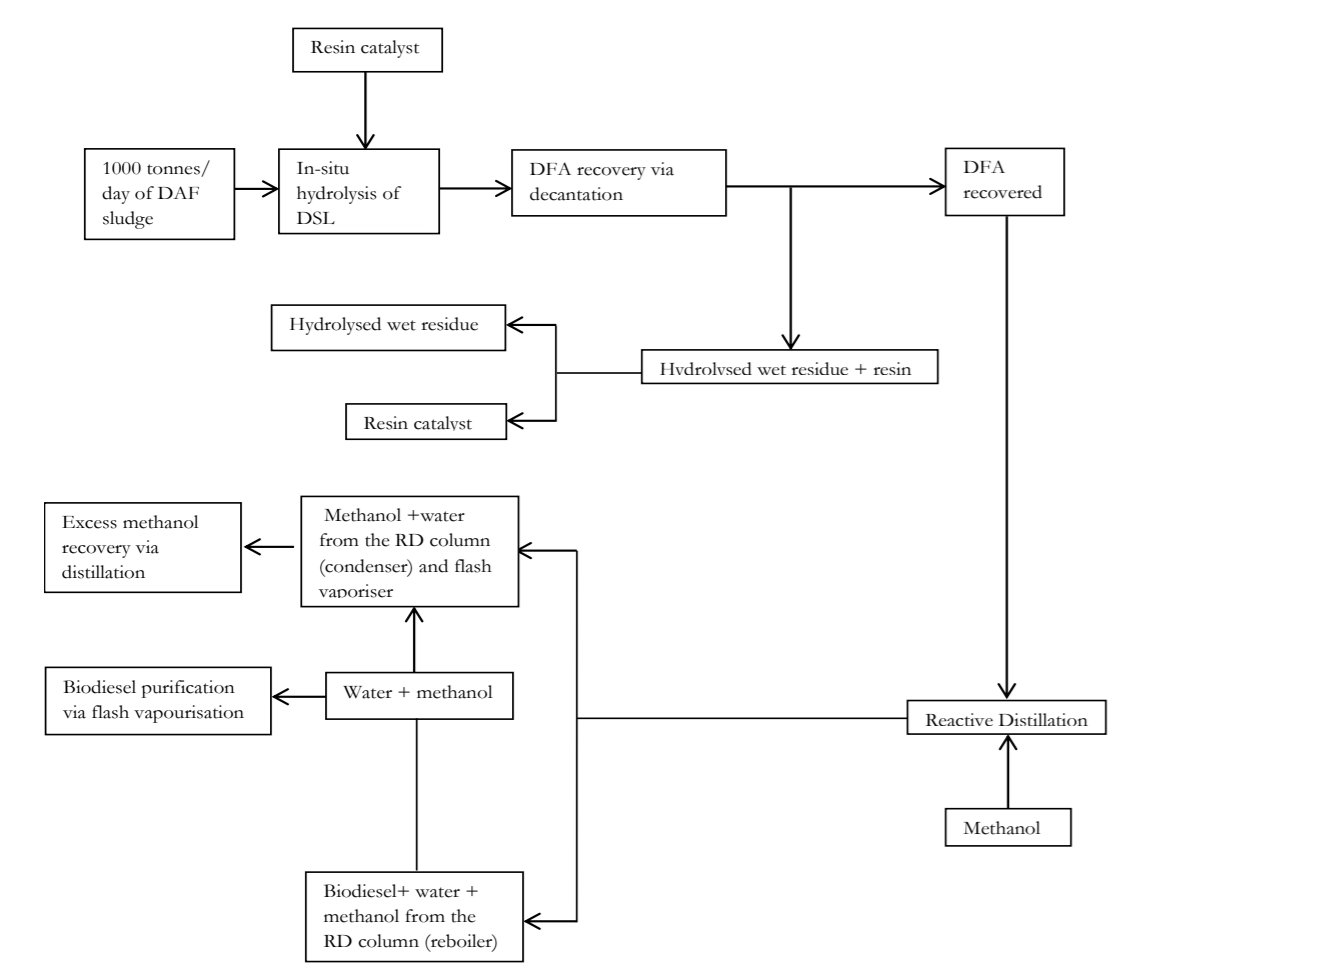 Resin catalyst
1000 tonnes/
day of DAF
sludge
In-situ
hydrolysis of
DSL
DFA recovery via
decantation
DFA
recovered
Hydrolysed wet residue
Hydrolysed wet residue + resin
Resin catalyst
Excess methanol
recovery via
distillation
Methanol +water
from the RD column
(condenser) and flash
vaporiser
Biodiesel purification
via flash vapourisation
Water + methanol
Reactive Distillation
Methanol
Biodiesel+ water +
methanol from the
RD column (reboiler)